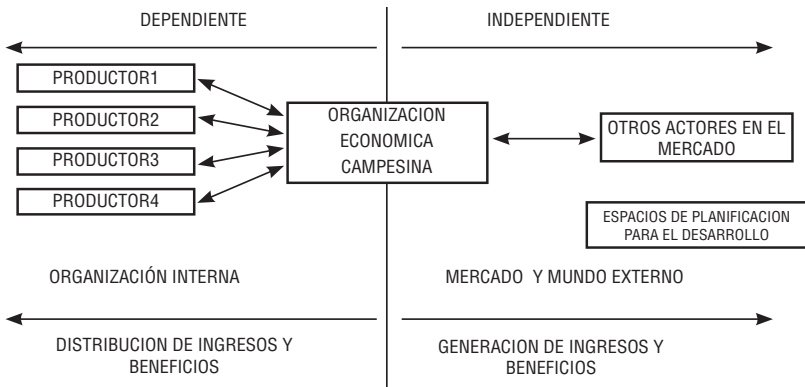 DEPENDIENTE
INDEPENDIENTE
PRODUCTOR1
PRODUCTOR2
PRODUCTOR3
PRODUCTOR4
ORGANIZACION
ECONOMICA
CAMPESINA
OTROS ACTORES EN EL
MERCADO
ESPACIOS DE PLANIFICACION
PARA EL DESARROLLO
ORGANIZACIÓN INTERNA
MERCADO Y MUNDO EXTERNO
DISTRIBUCION DE INGRESOS Y
BENEFICIOS
GENERACION DE INGRESOS Y
BENEFICIOS